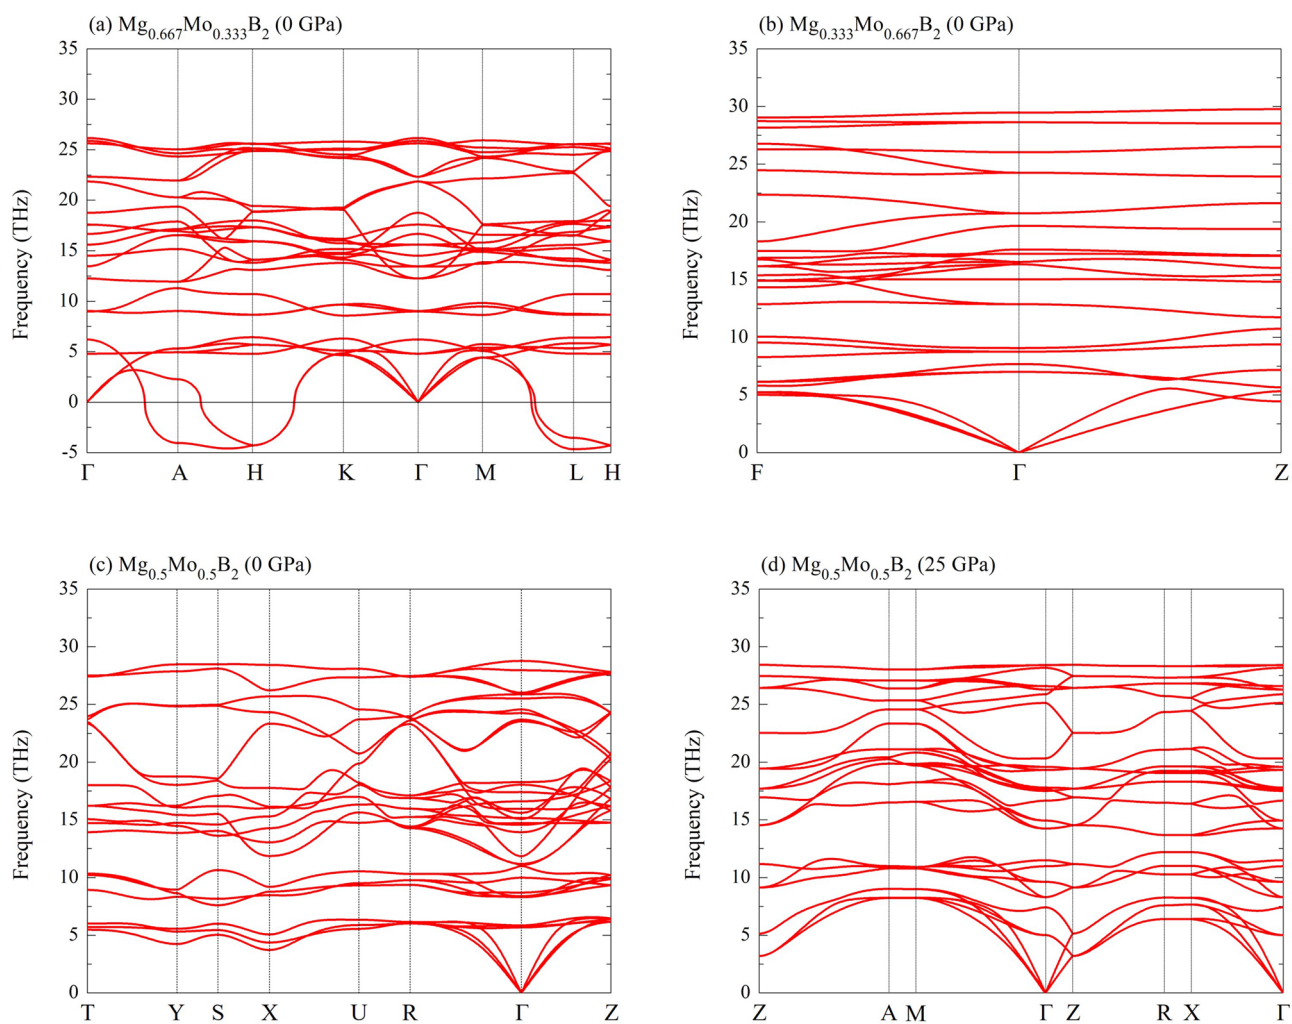 (a) Mg0.667Mo0.333B2 (0 GPa)
35
30
25
20
15
10
5
0
-5
Frequency (THz)
Γ A H K Γ M L H
(b) Mg0.333Mo0.667B2 (0 GPa)
35
30
25
20
15
10
5
0
Frequency (THz)
F Γ Z
(c) Mg0.5Mo0.5B2 (0 GPa)
35
30
25
20
15
10
5
0
Frequency (THz)
T Y S X U R Γ Z
(d) Mg0.5Mo0.5B2 (25 GPa)
35
30
25
20
15
10
5
0
Frequency (THz)
Z A M Γ Z R X Γ